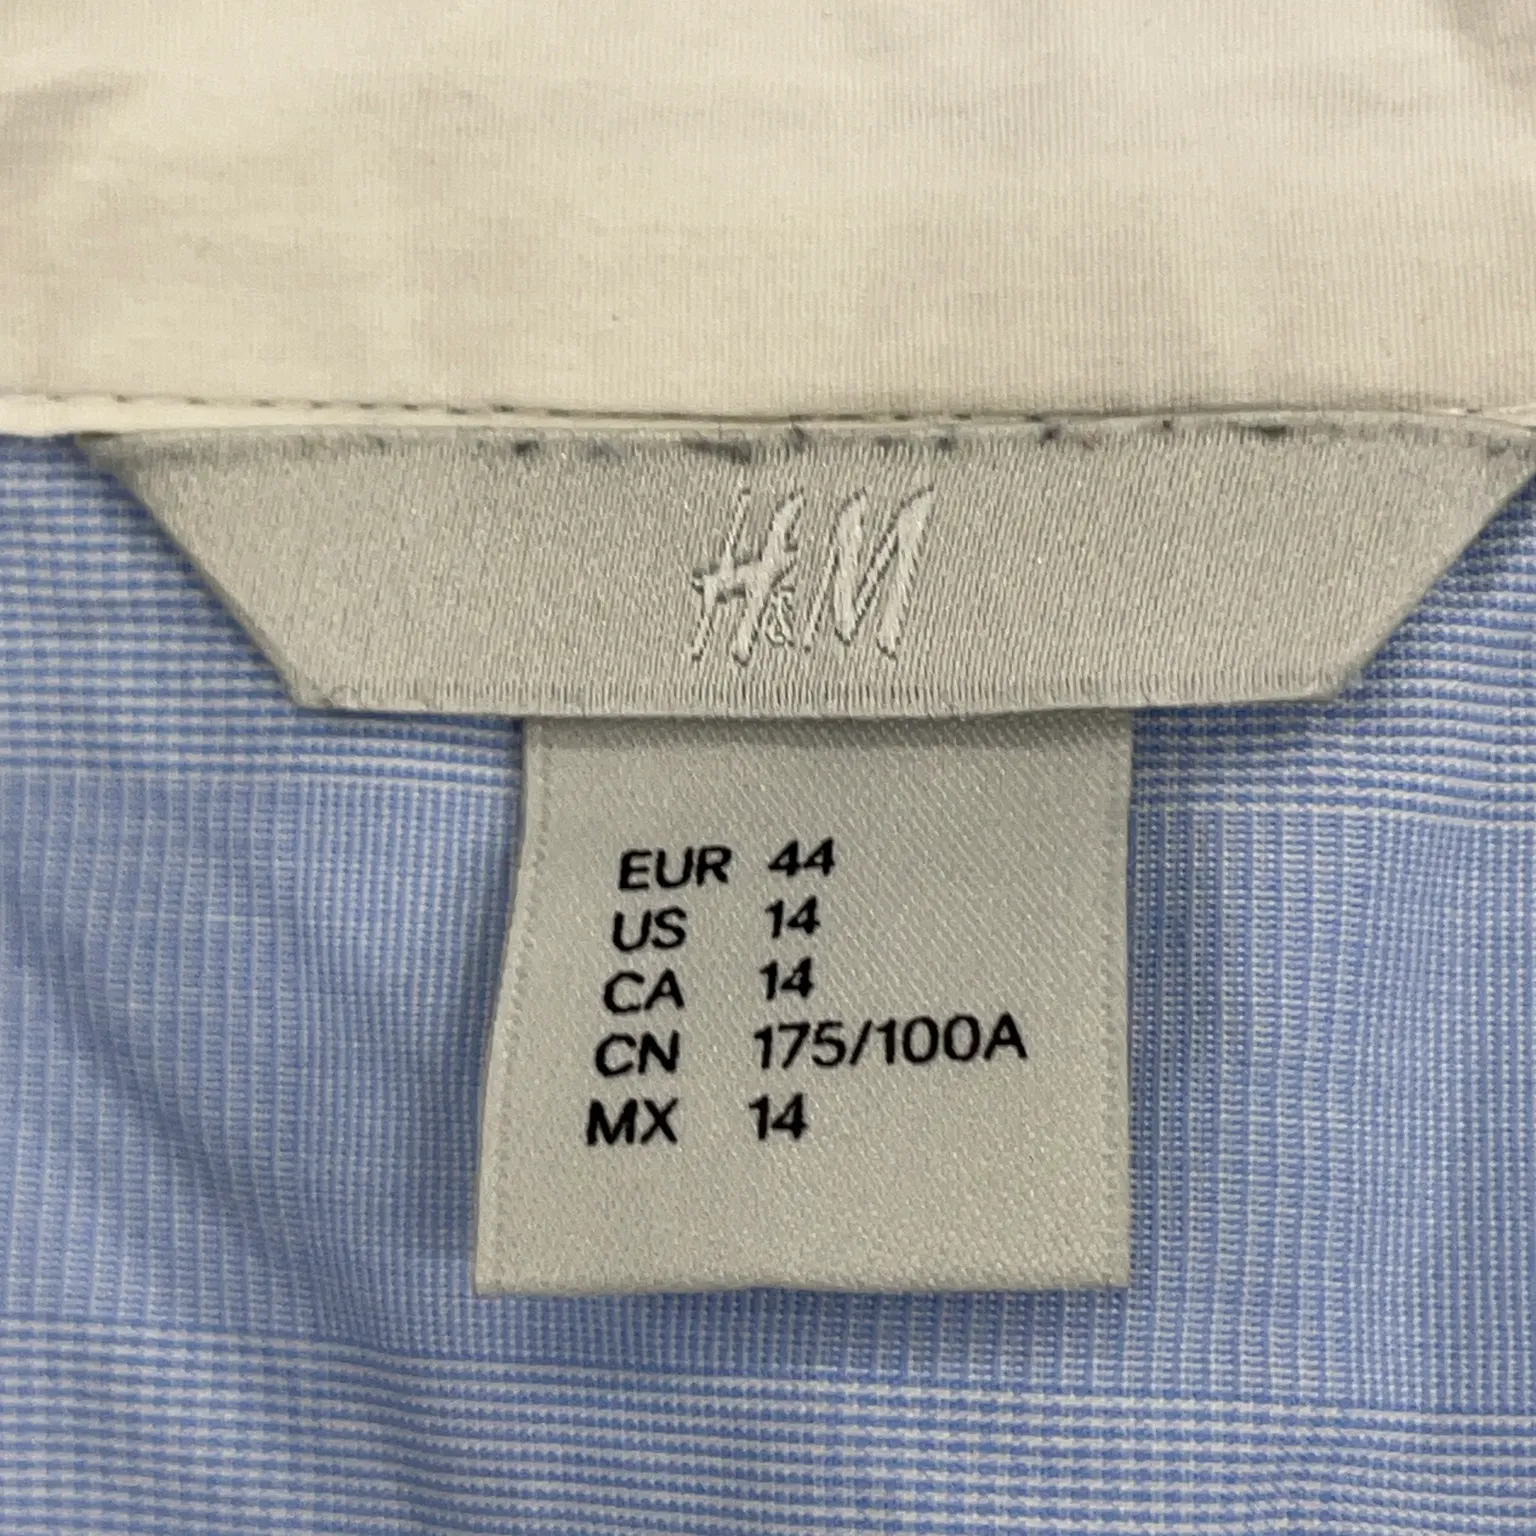 H&M
EUR 44
US 14
CA 14
CN 175/100A
MX 14